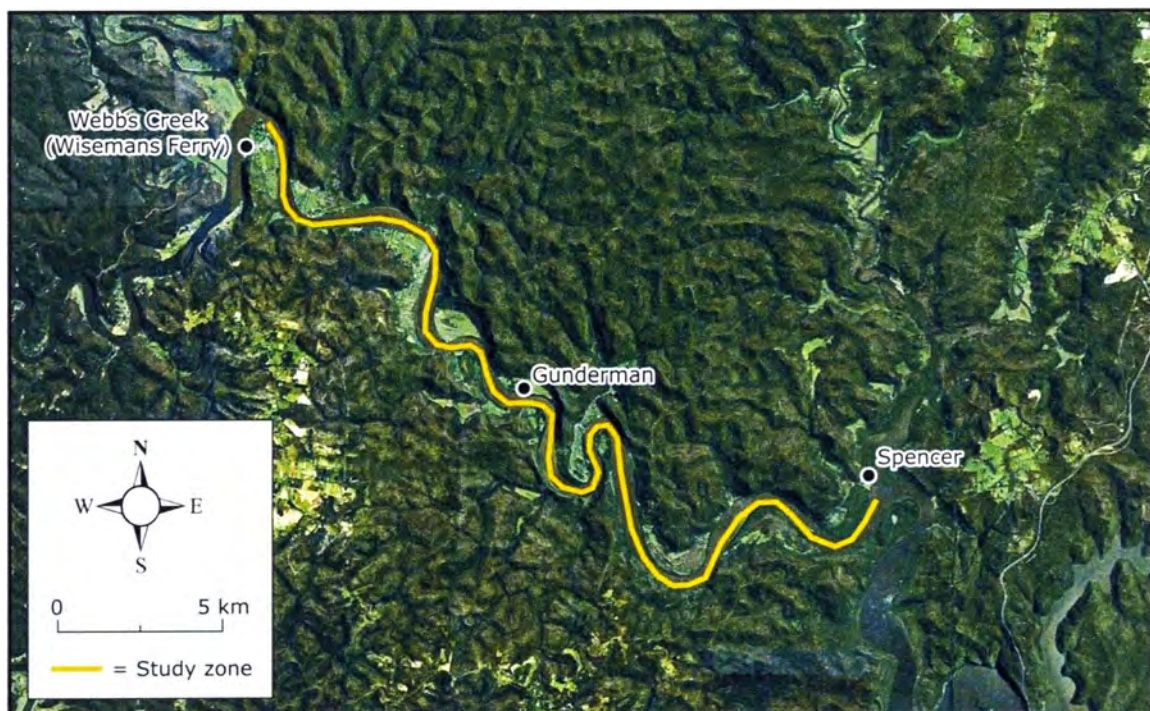 Webbs Creek
(Wisemans Ferry)
Gunderman
Spencer
N
W E
S
0 5 km
= Study zone